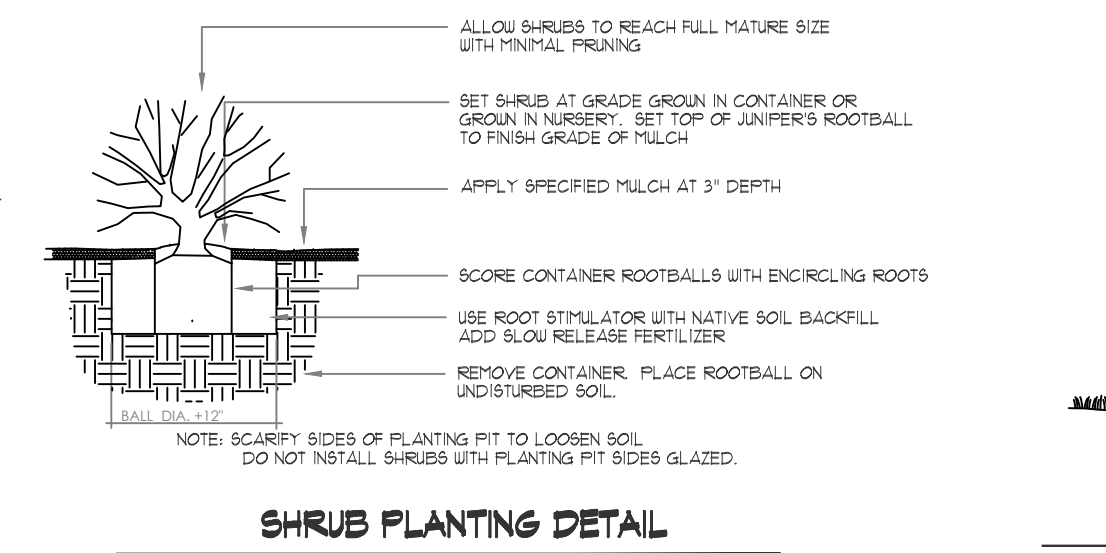 ALLOW SHRUBS TO REACH FULL MATURE SIZE
WITH MINIMAL PRUNING
SET SHRUB AT GRADE GROWN IN CONTAINER OR
GROWN IN NURSERY. SET TOP OF JUNIPER'S ROOTBALL
TO FINISH GRADE OF MULCH
APPLY SPECIFIED MULCH AT 3" DEPTH
SCORE CONTAINER ROOTBALLS WITH ENCIRCLING ROOTS
USE ROOT STIMULATOR WITH NATIVE SOIL BACKFILL
ADD SLOW RELEASE FERTILIZER
REMOVE CONTAINER. PLACE ROOTBALL ON
UNDISTURBED SOIL.
BALL DIA. +12"
NOTE: SCARIFY SIDES OF PLANTING PIT TO LOOSEN SOIL
DO NOT INSTALL SHRUBS WITH PLANTING PIT SIDES GLAZED.
SHRUB PLANTING DETAIL